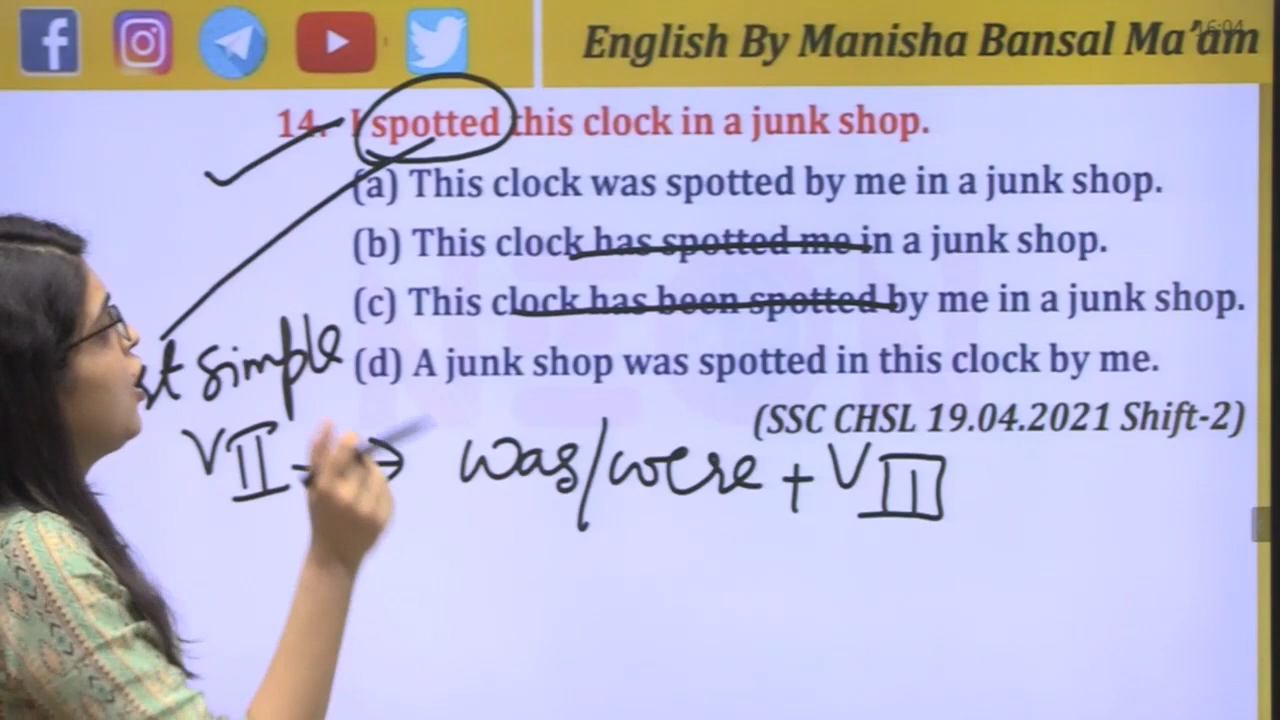 English By Manisha Bansal Ma'am
16:04
14. I spotted this clock in a junk shop.
(a) This clock was spotted by me in a junk shop.
(b) This clock has spotted me in a junk shop.
(c) This clock has been spotted by me in a junk shop.
(d) A junk shop was spotted in this clock by me.
(SSC CHSL 19.04.2021 Shift-2)
st simple
VII → was/were + VIII
NEON